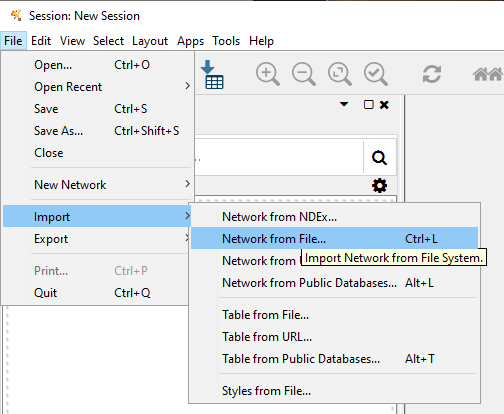 Session: New Session
File Edit View Select Layout Apps Tools Help
Open... Ctrl+O
Open Recent
Save Ctrl+S
Save As... Ctrl+Shift+S
Close
New Network
Import
Export
Print... Ctrl+P
Quit Ctrl+Q
Network from NDEx...
Network from File... Ctrl+L
Import Network from File System.
Network from
Network from Public Databases... Alt+L
Table from File...
Table from URL...
Table from Public Databases... Alt+T
Styles from File...